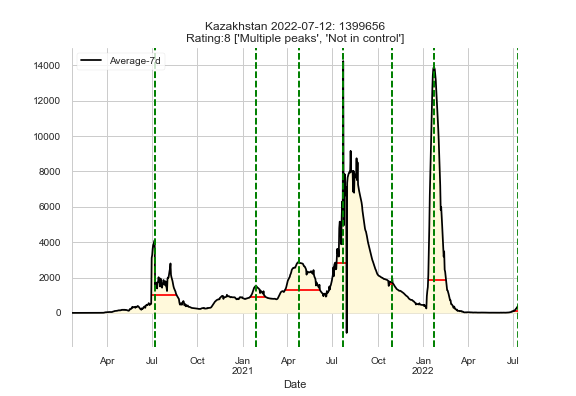 Kazakhstan 2022-07-12: 1399656
Rating:8 ['Multiple peaks', 'Not in control']
Average-7d
14000
12000
10000
8000
6000
4000
2000
0
Apr Jul Oct Jan Apr Jul Oct Jan Apr Jul
2021 2022
Date